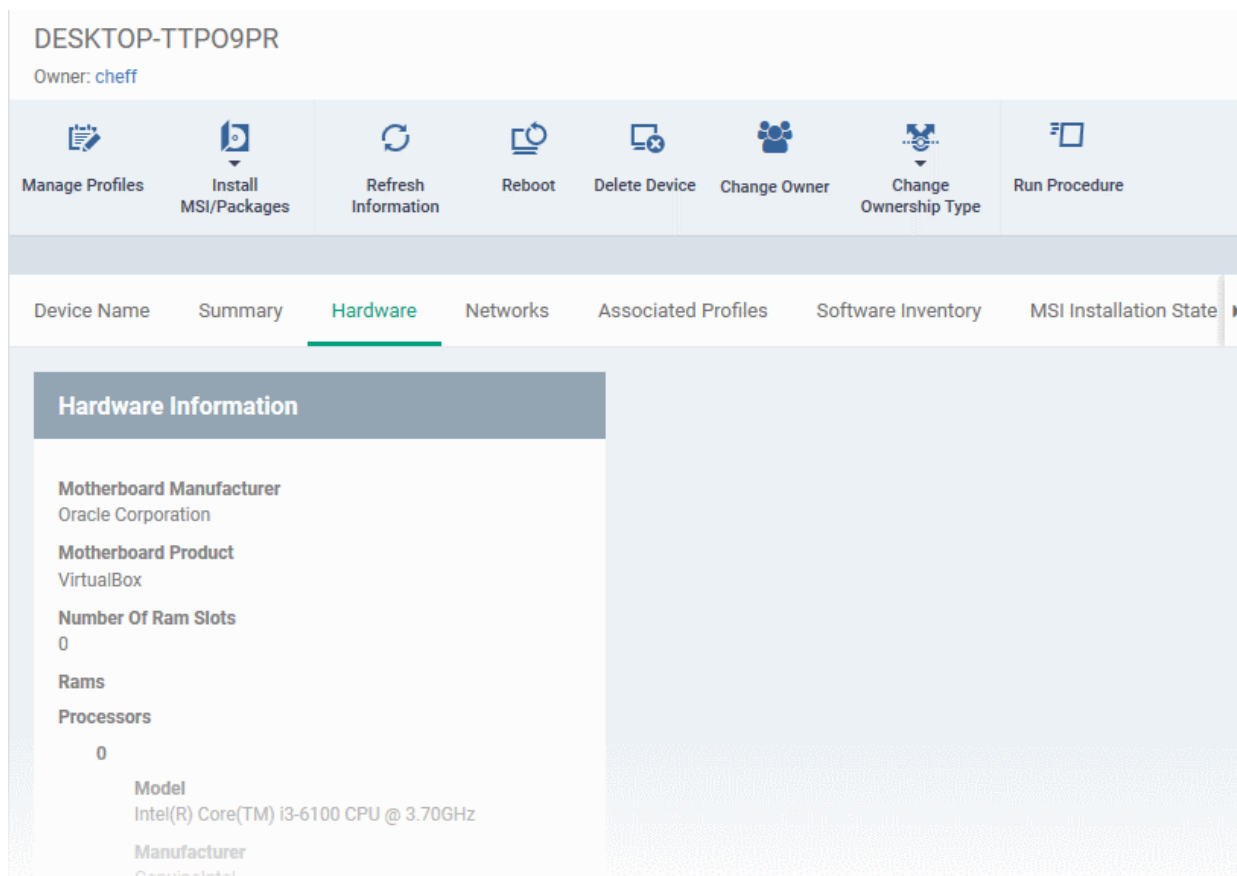 DESKTOP-TTPO9PR
Owner: cheff
Manage Profiles
Install
MSI/Packages
Refresh
Information
Reboot
Delete Device
Change Owner
Change
Ownership Type
Run Procedure
Device Name Summary Hardware Networks Associated Profiles Software Inventory MSI Installation State
Hardware Information
Motherboard Manufacturer
Oracle Corporation
Motherboard Product
VirtualBox
Number Of Ram Slots
0
Rams
Processors
0
Model
Intel(R) Core(TM) i3-6100 CPU @ 3.70GHz
Manufacturer